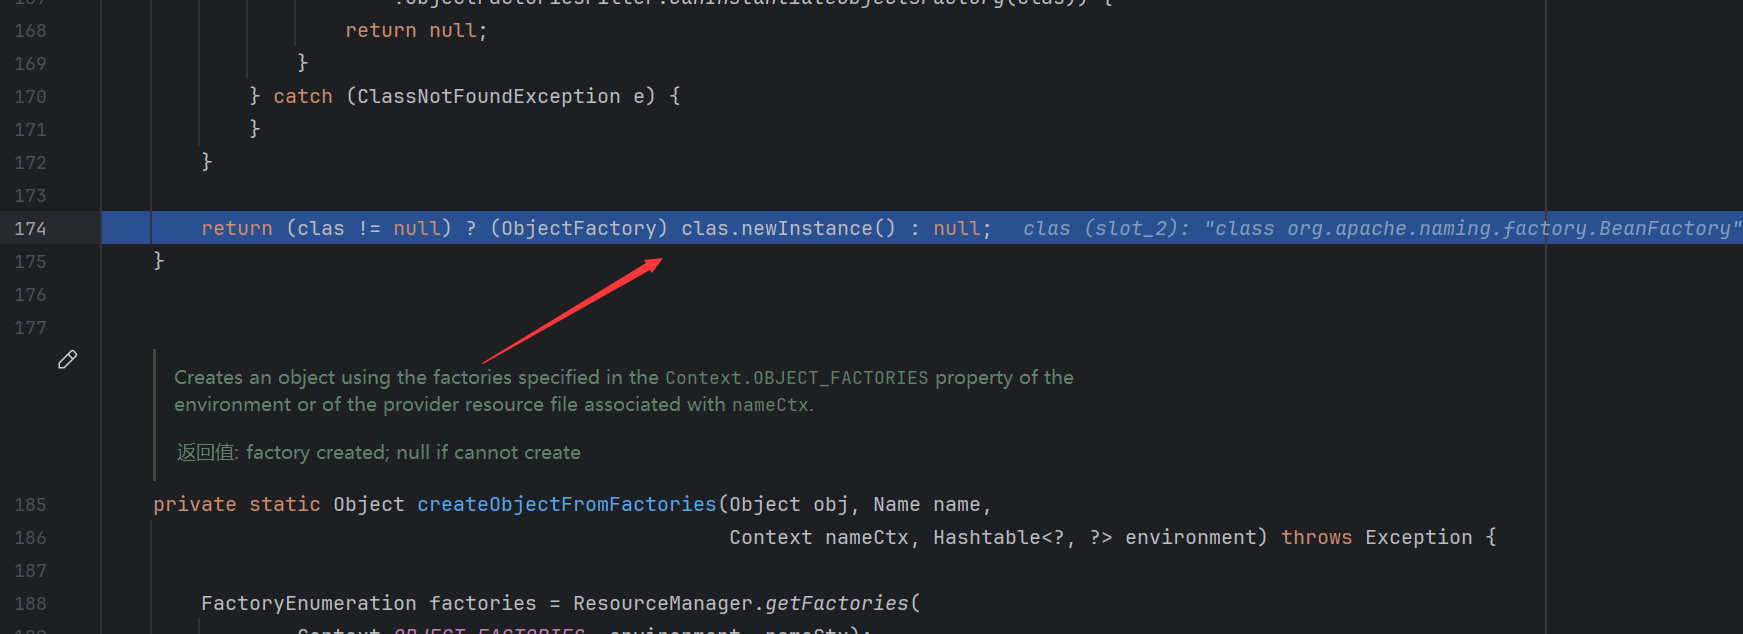 168 return null;
169 }
170 } catch (ClassNotFoundException e) {
171 }
172 }
173
174 return (clas != null) ? (ObjectFactory) clas.newInstance() : null; clas (slot_2): "class org.apache.naming.factory.BeanFactory"
175 }
176
177
Creates an object using the factories specified in the Context.OBJECT_FACTORIES property of the
environment or of the provider resource file associated with nameCtx.
返回值: factory created; null if cannot create
185 private static Object createObjectFromFactories(Object obj, Name name,
186 Context nameCtx, Hashtable<?, ?> environment) throws Exception {
187
188 FactoryEnumeration factories = ResourceManager.getFactories(